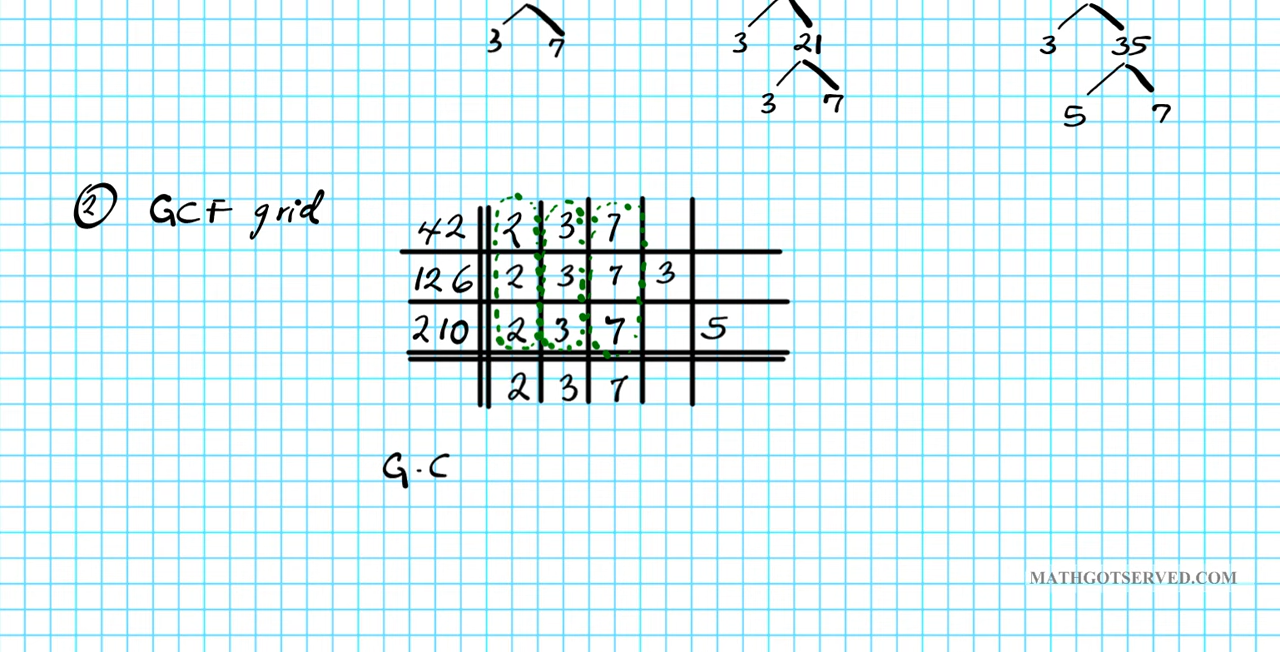 3 7 3 21 3 35
3 7 5 7
② GCF grid
42 2 3 7
126 2 3 7 3
210 2 3 7 5
2 3 7
G.C
MATHGOTSERVED.COM